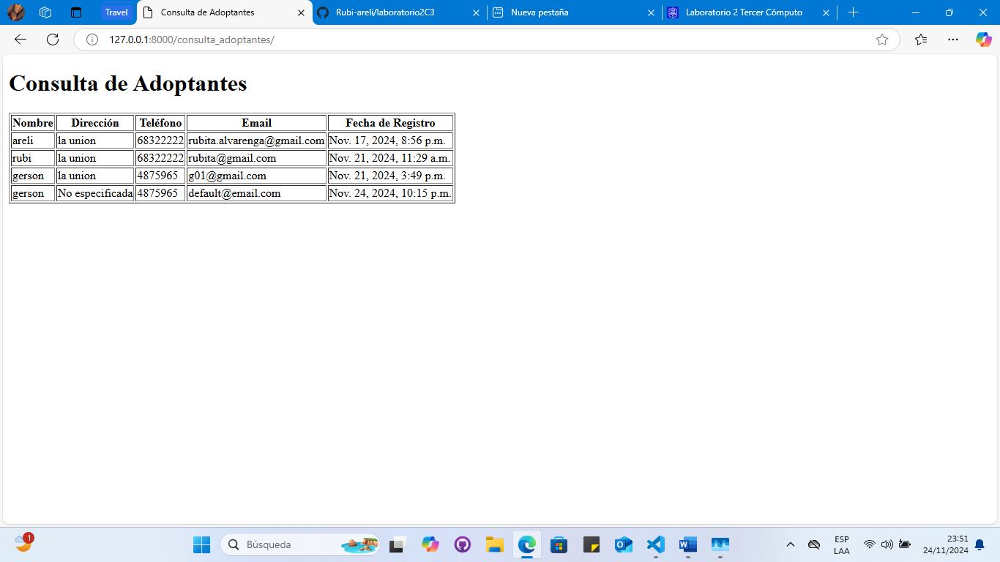 Travel
Consulta de Adoptantes
Rubi-areli/laboratorio2C3
Nueva pestaña
Laboratorio 2 Tercer Cómputo
127.0.0.1:8000/consulta_adoptantes/
Consulta de Adoptantes
Nombre Dirección Teléfono Email Fecha de Registro
areli la union 68322222 rubita.alvarenga@gmail.com Nov. 17, 2024, 8:56 p.m.
rubi la union 68322222 rubita@gmail.com Nov. 21, 2024, 11:29 a.m.
gerson la union 4875965 g01@gmail.com Nov. 21, 2024, 3:49 p.m.
gerson No especificada 4875965 default@email.com Nov. 24, 2024, 10:15 p.m.
1
Búsqueda
ESP
LAA
23:51
24/11/2024